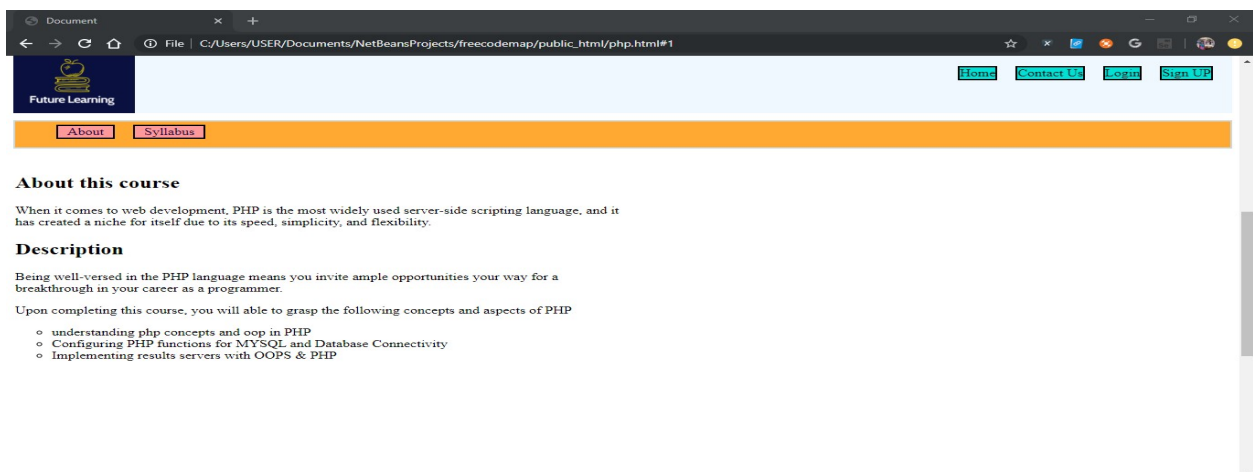 Document
File | C:/Users/USER/Documents/NetBeansProjects/freecodemap/public_html/php.html#1
Future Learning
Home Contact Us Login Sign UP
About Syllabus
About this course
When it comes to web development, PHP is the most widely used server-side scripting language, and it
has created a niche for itself due to its speed, simplicity, and flexibility.
Description
Being well-versed in the PHP language means you invite ample opportunities your way for a
breakthrough in your career as a programmer.
Upon completing this course, you will able to grasp the following concepts and aspects of PHP
understanding php concepts and oop in PHP
Configuring PHP functions for MYSQL and Database Connectivity
Implementing results servers with OOPS & PHP